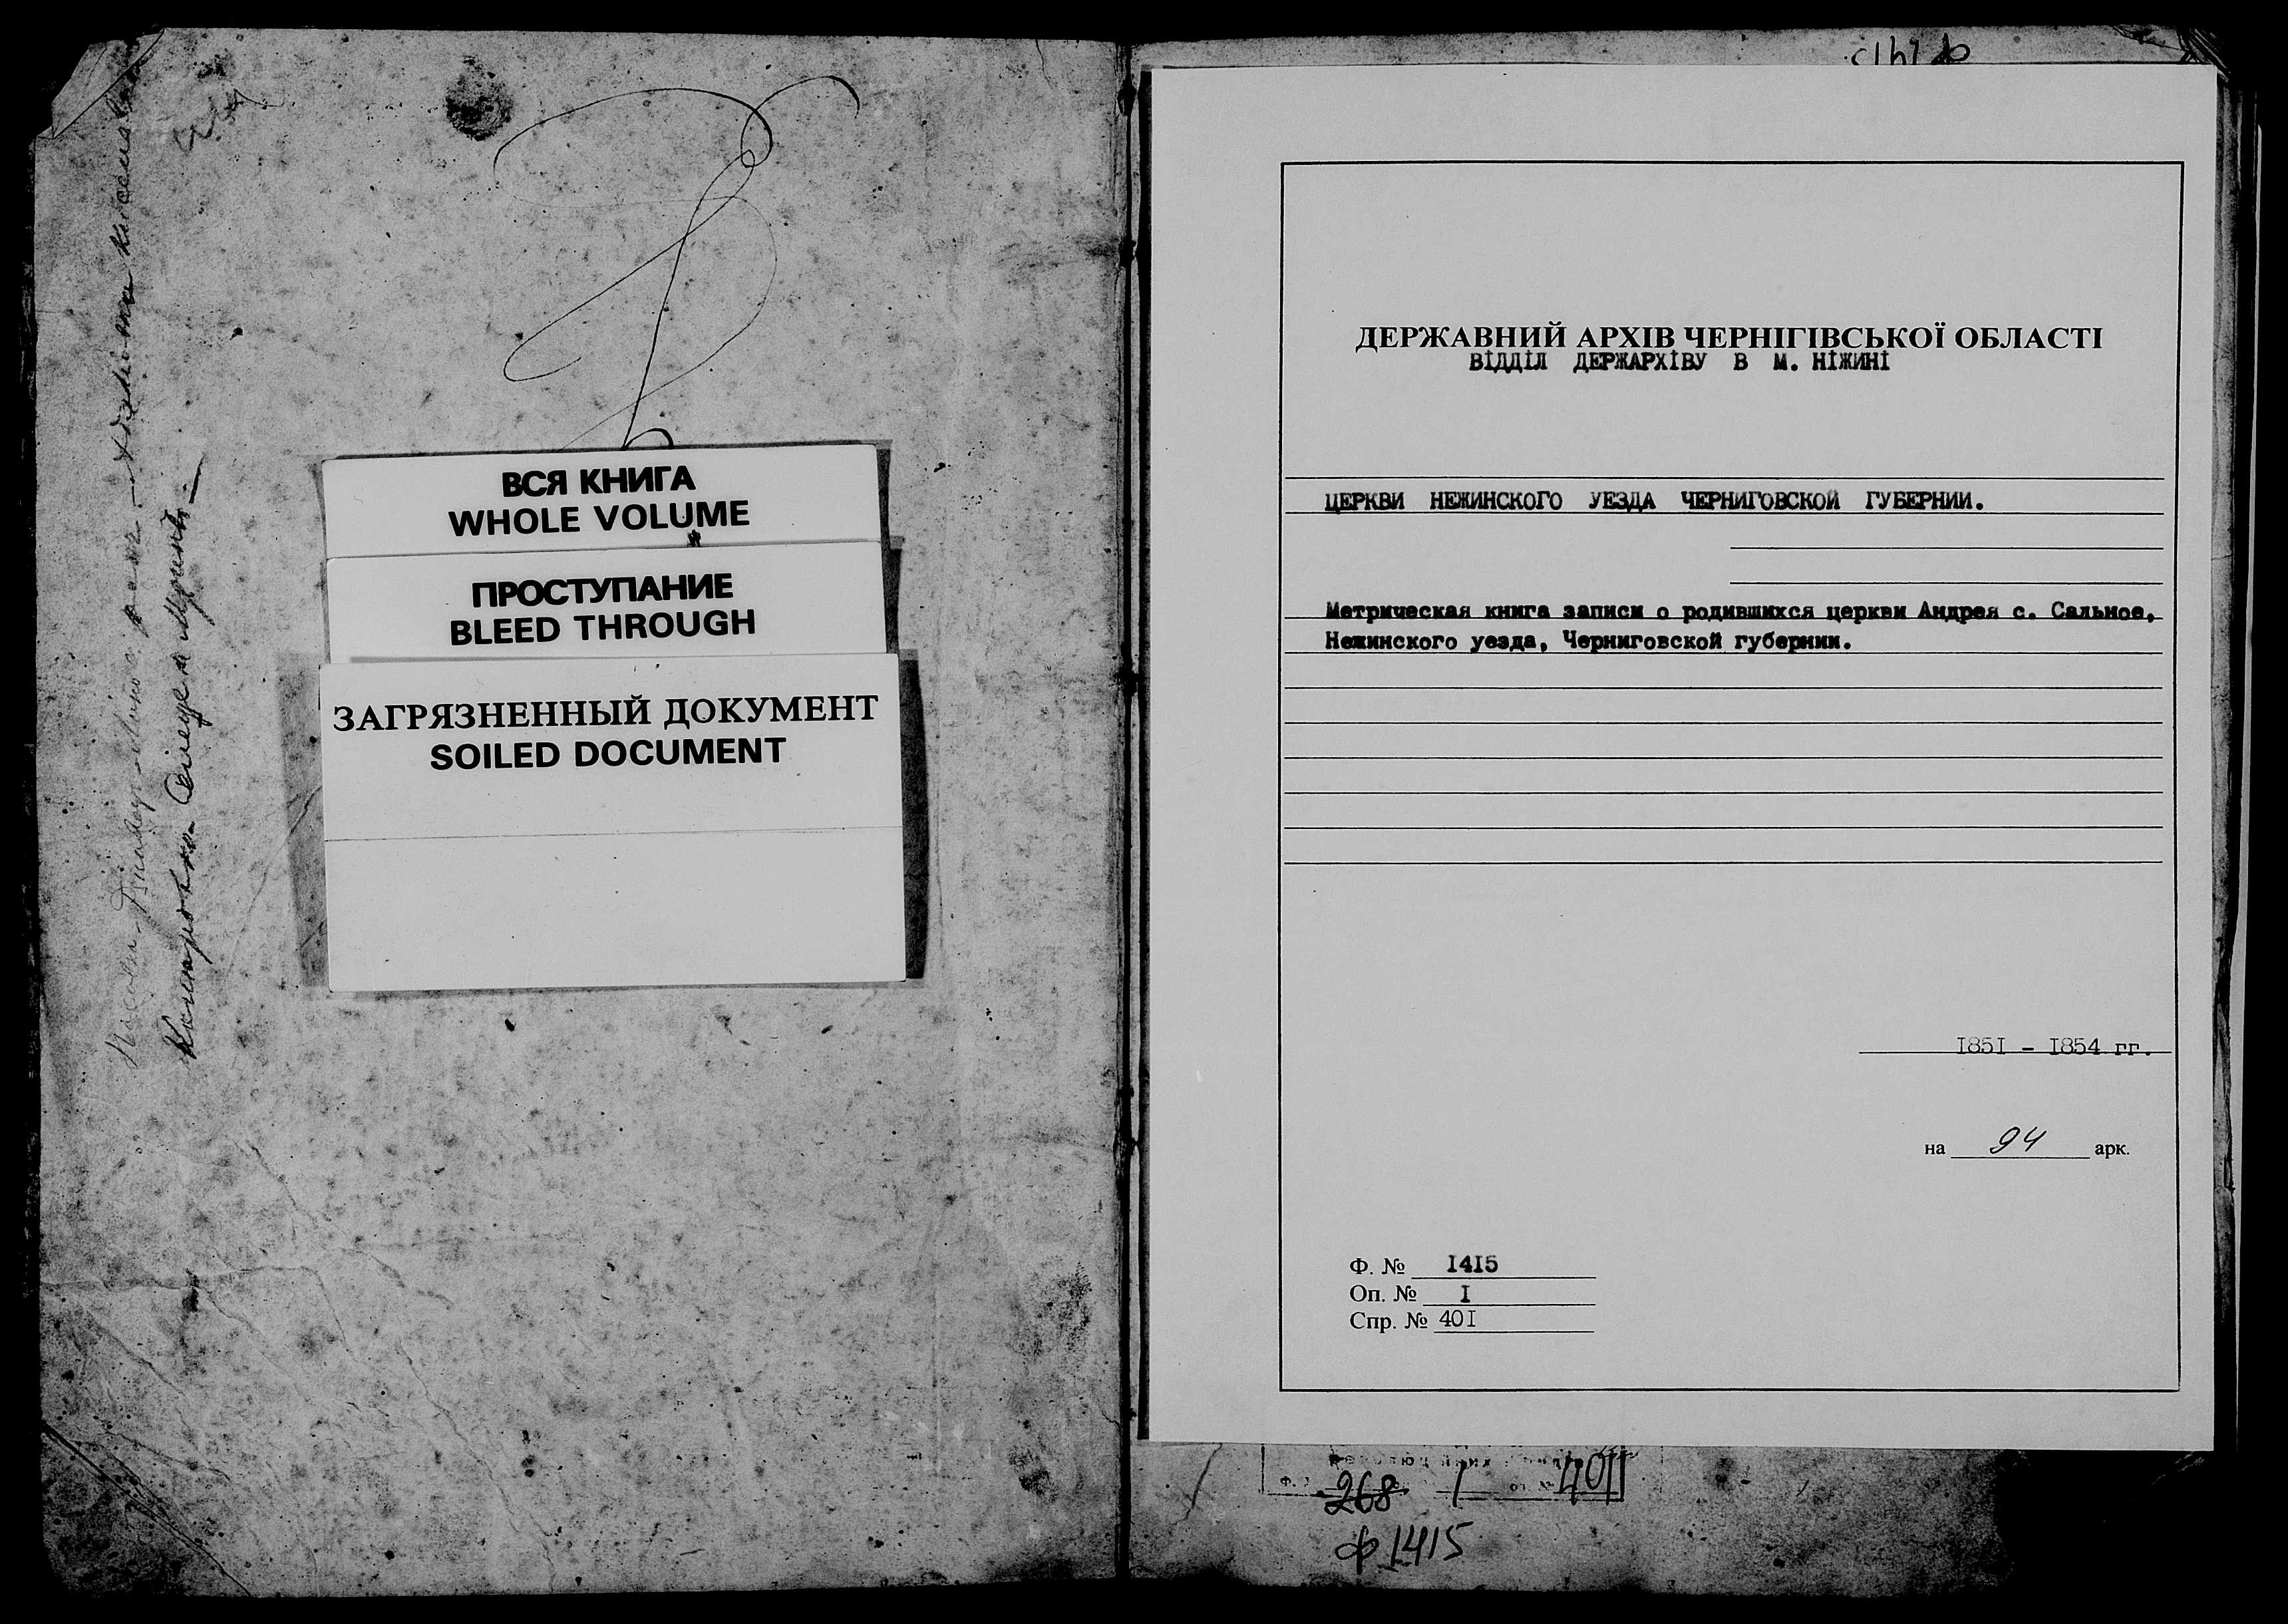 ВСЯ КНИГА
WHOLE VOLUME
ПРОСТУПАНИЕ
BLEED THROUGH
ЗАГРЯЗНЕННЫЙ ДОКУМЕНТ
SOILED DOCUMENT
ДЕРЖАВНИЙ АРХІВ ЧЕРНІГІВСЬКОЇ ОБЛАСТІ
ВІДДІЛ ДЕРЖАРХІВУ В М. НІЖИНІ
ЦЕРКВИ НЕЖИНСКОГО УЕЗДА ЧЕРНИГОВСКОЙ ГУБЕРНИИ.
Метрическая книга записи о родившихся церкви Андрея с. Сальное,
Нежинского уезда, Черниговской губернии.
1851 - 1854 гг.
на 94 арк.
Ф. № 1415
Оп. № 1
Спр. № 401
268 1 401
ф 1415
ф 1415